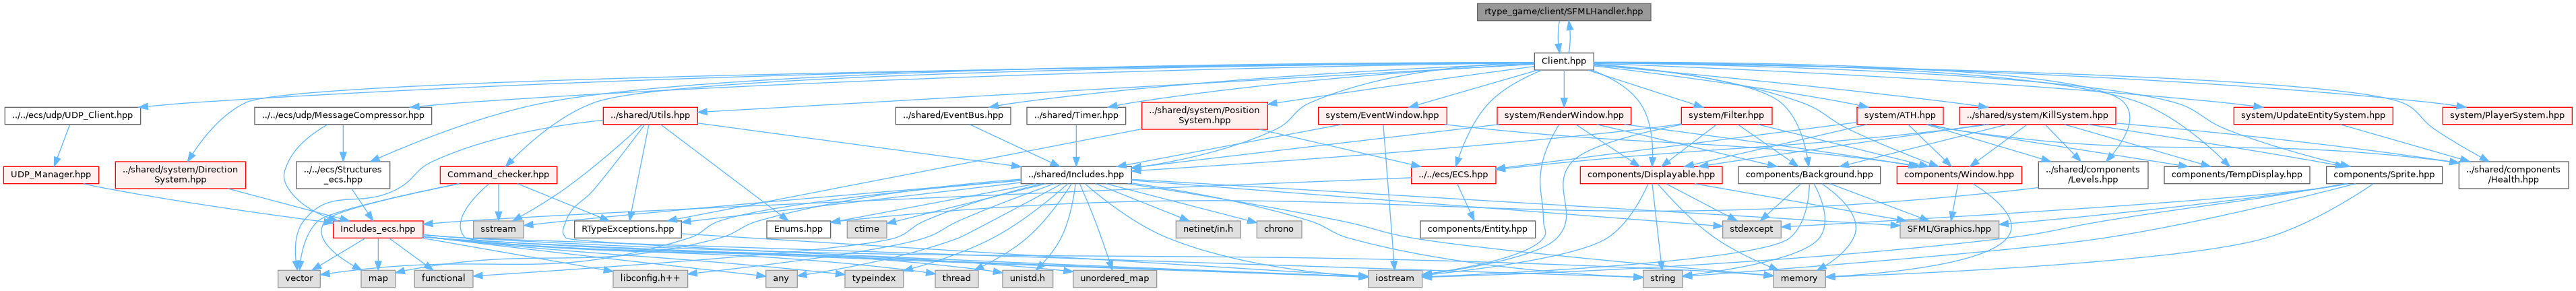 rtype_game/client/SFMLHandler.hpp
Client.hpp
../../ecs/udp/UDP_Client.hpp
../../ecs/udp/MessageCompressor.hpp
../shared/Utils.hpp
../shared/EventBus.hpp
../shared/Timer.hpp
../shared/system/Position
System.hpp
system/EventWindow.hpp
system/RenderWindow.hpp
system/Filter.hpp
system/ATH.hpp
../shared/system/KillSystem.hpp
system/UpdateEntitySystem.hpp
system/PlayerSystem.hpp
UDP_Manager.hpp
../shared/system/Direction
System.hpp
../../ecs/Structures
_ecs.hpp
Command_checker.hpp
../shared/Includes.hpp
../../ecs/ECS.hpp
components/Displayable.hpp
components/Background.hpp
components/Window.hpp
../shared/components
/Levels.hpp
components/TempDisplay.hpp
components/Sprite.hpp
../shared/components
/Health.hpp
Includes_ecs.hpp
sstream
RTypeExceptions.hpp
Enums.hpp
ctime
netinet/in.h
chrono
components/Entity.hpp
stdexcept
SFML/Graphics.hpp
vector
map
functional
libconfig.h++
any
typeindex
thread
unistd.h
unordered_map
iostream
string
memory